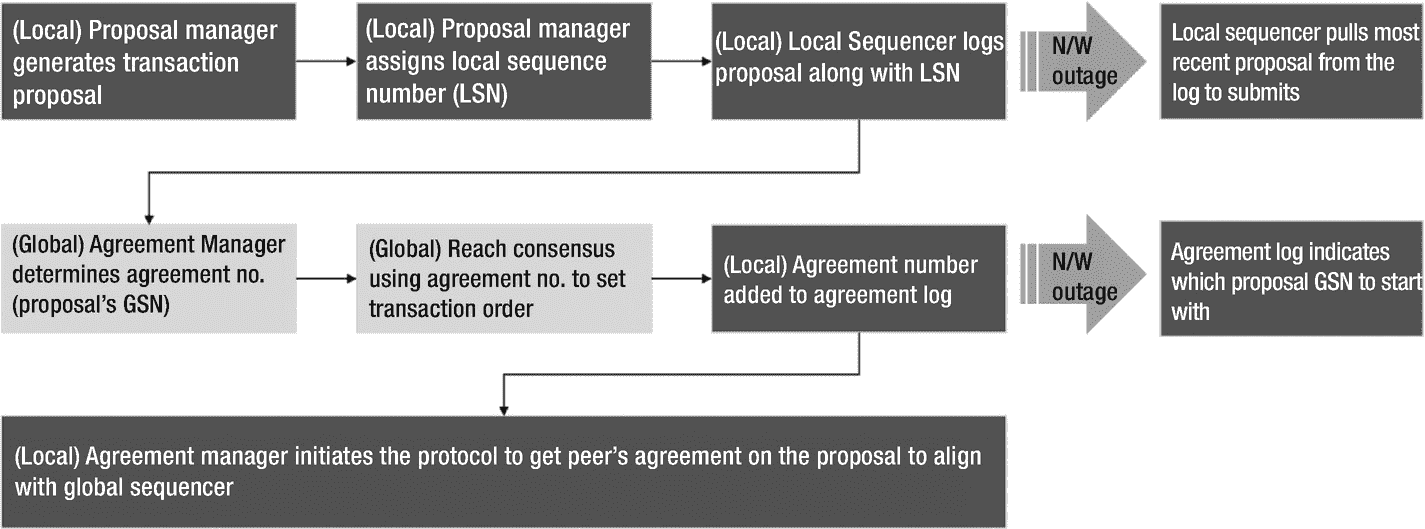 (Local) Proposal manager
generates transaction
proposal
(Local) Proposal manager
assigns local sequence
number (LSN)
(Local) Local Sequencer logs
proposal along with LSN
N/W
outage
Local sequencer pulls most
recent proposal from the
log to submits
(Global) Agreement Manager
determines agreement no.
(proposal's GSN)
(Global) Reach consensus
using agreement no. to set
transaction order
(Local) Agreement number
added to agreement log
N/W
outage
Agreement log indicates
which proposal GSN to start
with
(Local) Agreement manager initiates the protocol to get peer's agreement on the proposal to align
with global sequencer